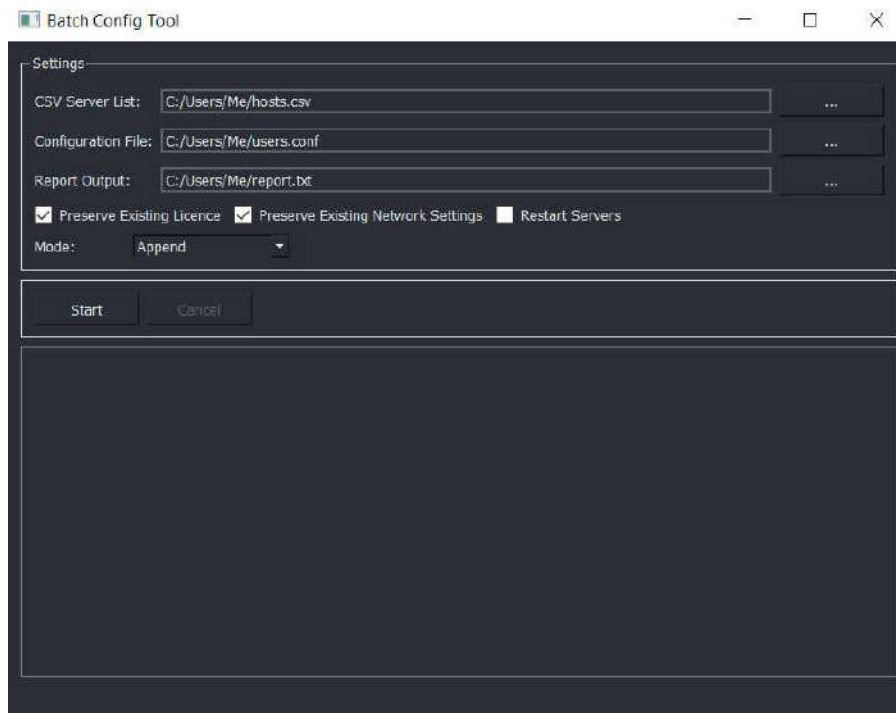 Batch Config Tool
Settings
CSV Server List: C:/Users/Me/hosts.csv ...
Configuration File: C:/Users/Me/users.conf ...
Report Output: C:/Users/Me/report.txt ...
Preserve Existing Licence Preserve Existing Network Settings Restart Servers
Mode: Append
Start Cancel